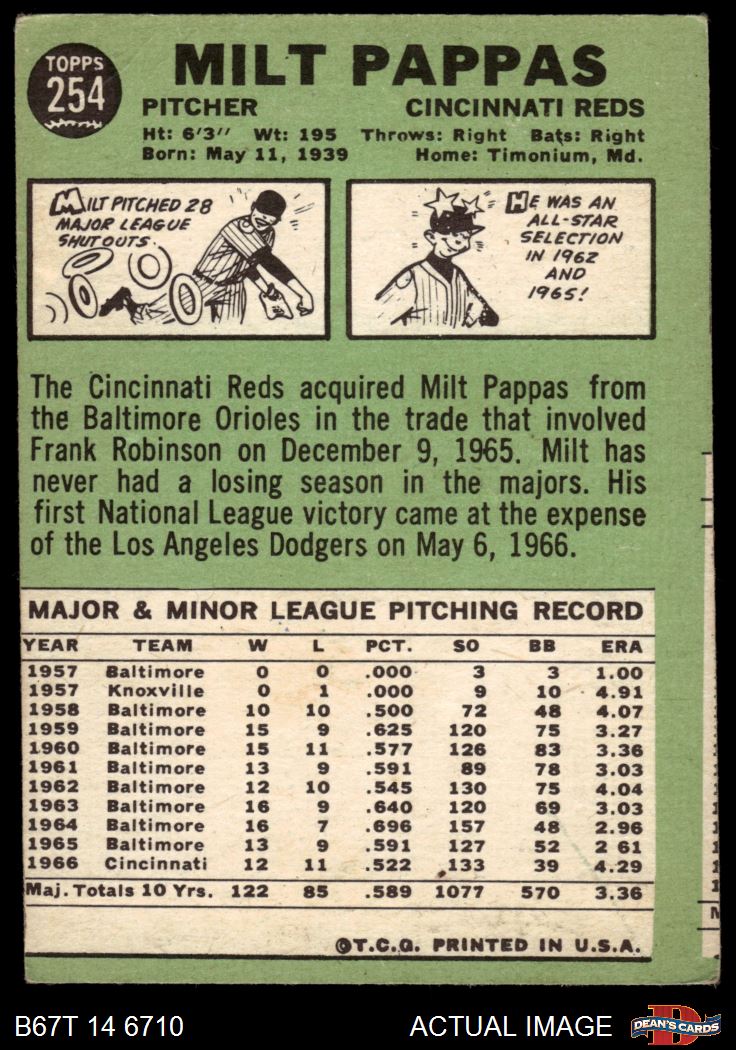 TOPPS
254
MILT PAPPAS
PITCHER CINCINNATI REDS
Ht: 6'3" Wt: 195 Throws: Right Bats: Right
Born: May 11, 1939 Home: Timonium, Md.
MILT PITCHED 28
MAJOR LEAGUE
SHUTOUTS.
HE WAS AN
ALL-STAR
SELECTION
IN 1962
AND
1965!
The Cincinnati Reds acquired Milt Pappas from
the Baltimore Orioles in the trade that involved
Frank Robinson on December 9, 1965. Milt has
never had a losing season in the majors. His
first National League victory came at the expense
of the Los Angeles Dodgers on May 6, 1966.
MAJOR & MINOR LEAGUE PITCHING RECORD
YEAR TEAM W L PCT. SO BB ERA
1957 Baltimore 0 0 .000 3 3 1.00
1957 Knoxville 0 1 .000 9 10 4.91
1958 Baltimore 10 10 .500 72 48 4.07
1959 Baltimore 15 9 .625 120 75 3.27
1960 Baltimore 15 11 .577 126 83 3.36
1961 Baltimore 13 9 .591 89 78 3.03
1962 Baltimore 12 10 .545 130 75 4.04
1963 Baltimore 16 9 .640 120 69 3.03
1964 Baltimore 16 7 .696 157 48 2.96
1965 Baltimore 13 9 .591 127 52 2 61
1966 Cincinnati 12 11 .522 133 39 4.29
Maj. Totals 10 Yrs. 122 85 .589 1077 570 3.36
©T.C.G. PRINTED IN U.S.A.
B67T 14 6710 ACTUAL IMAGE DEAN'S CARDS